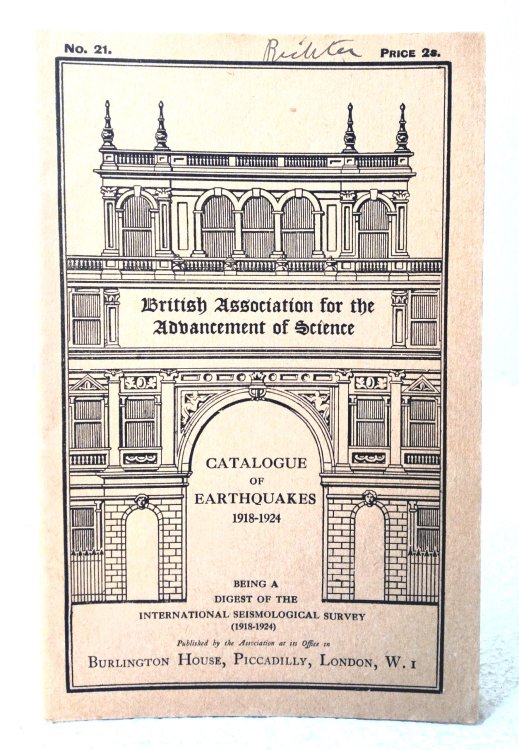 No. 21. Richter PRICE 2s.
British Association for the
Advancement of Science
CATALOGUE
OF
EARTHQUAKES
1918-1924
BEING A
DIGEST OF THE
INTERNATIONAL SEISMOLOGICAL SURVEY
(1918-1924)
Published by the Association at its Office in
BURLINGTON HOUSE, PICCADILLY, LONDON, W. 1